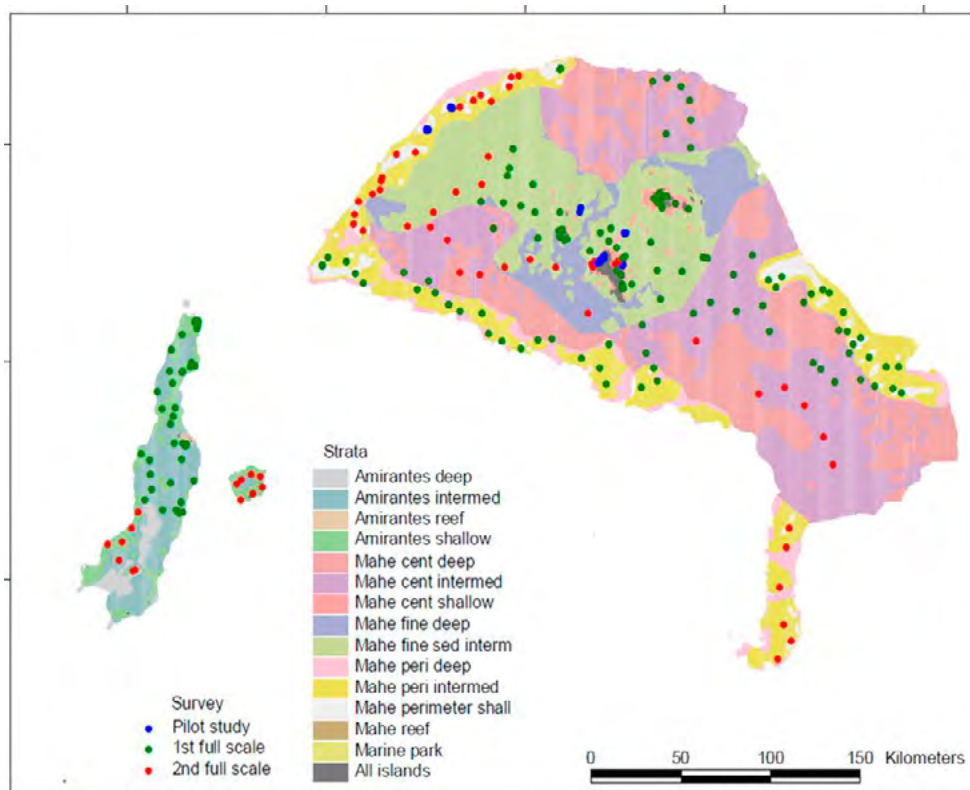 Strata
Amirantes deep
Amirantes intermed
Amirantes reef
Amirantes shallow
Mahe cent deep
Mahe cent intermed
Mahe cent shallow
Mahe fine deep
Mahe fine sed interm
Mahe peri deep
Mahe peri intermed
Mahe perimeter shall
Mahe reef
Marine park
All islands
Survey
Pilot study
1st full scale
2nd full scale
0 50 100 150 Kilometers